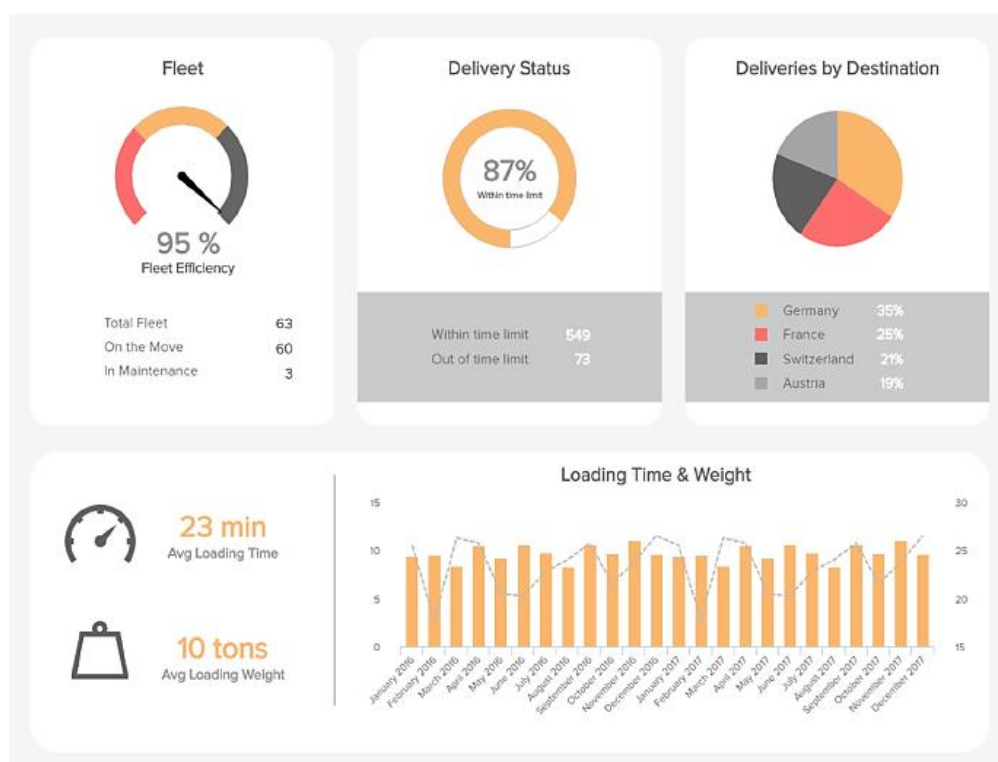 Fleet
95 %
Fleet Efficiency
Total Fleet 63
On the Move 60
In Maintenance 3
Delivery Status
87%
Within time limit
Within time limit 549
Out of time limit 73
Deliveries by Destination
Germany 35%
France 25%
Switzerland 21%
Austria 19%
23 min
Avg Loading Time
10 tons
Avg Loading Weight
Loading Time & Weight
15
10
5
0
30
25
20
15
January 2016
February 2016
March 2016
April 2016
May 2016
June 2016
July 2016
August 2016
September 2016
October 2016
November 2016
December 2016
January 2017
February 2017
March 2017
April 2017
May 2017
June 2017
July 2017
August 2017
September 2017
October 2017
November 2017
December 2017